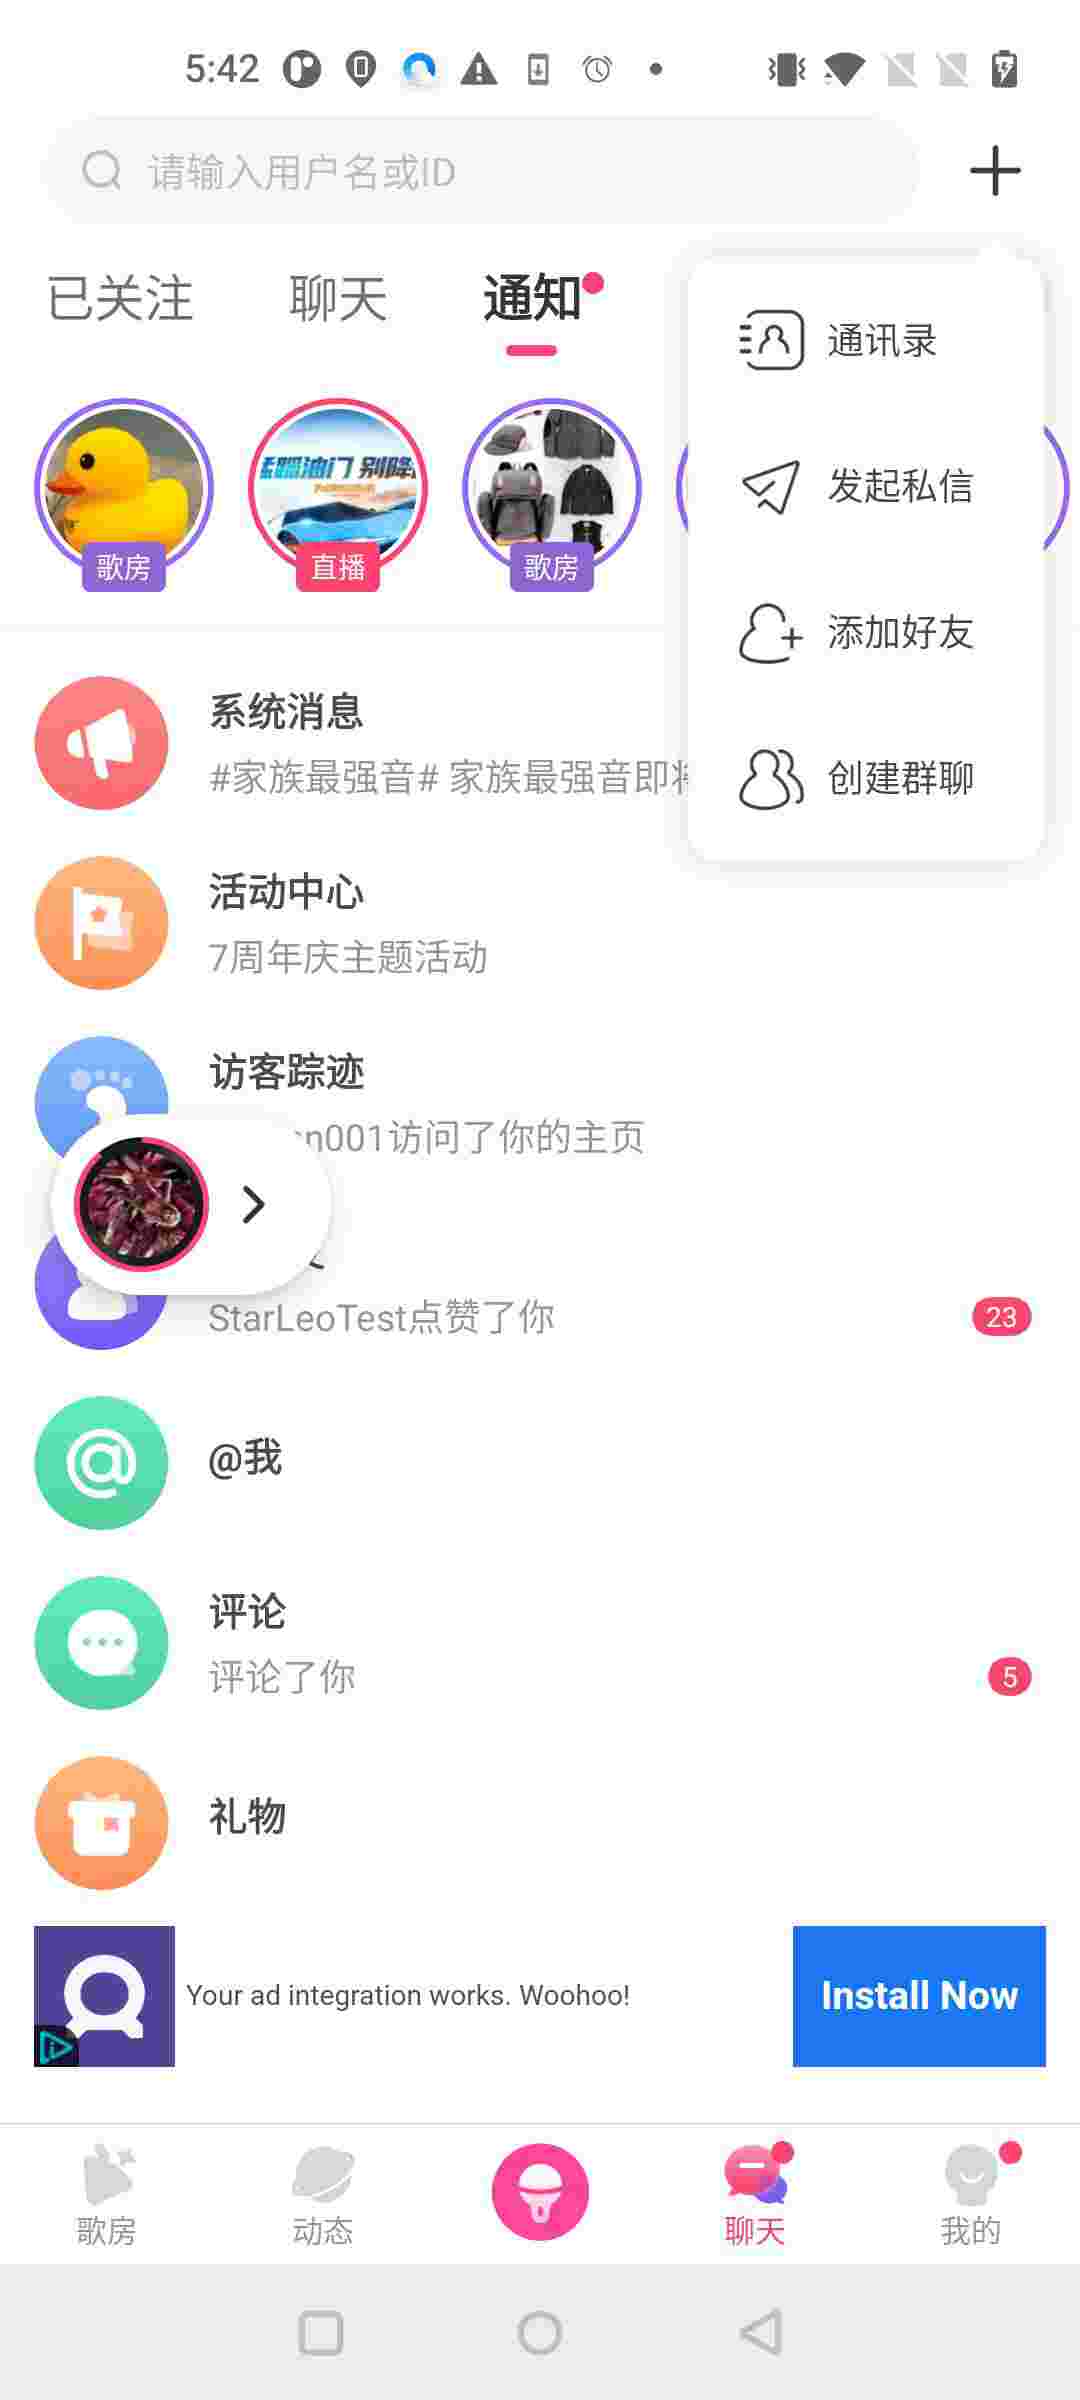 5:42
请输入用户名或ID
已关注 聊天 通知
通讯录
发起私信
添加好友
创建群聊
歌房 直播 歌房
系统消息
#家族最强音# 家族最强音即将
活动中心
7周年庆主题活动
访客踪迹
n001访问了你的主页
StarLeoTest点赞了你
23
@我
评论
评论了你
5
礼物
Your ad integration works. Woohoo!
Install Now
歌房 动态 聊天 我的